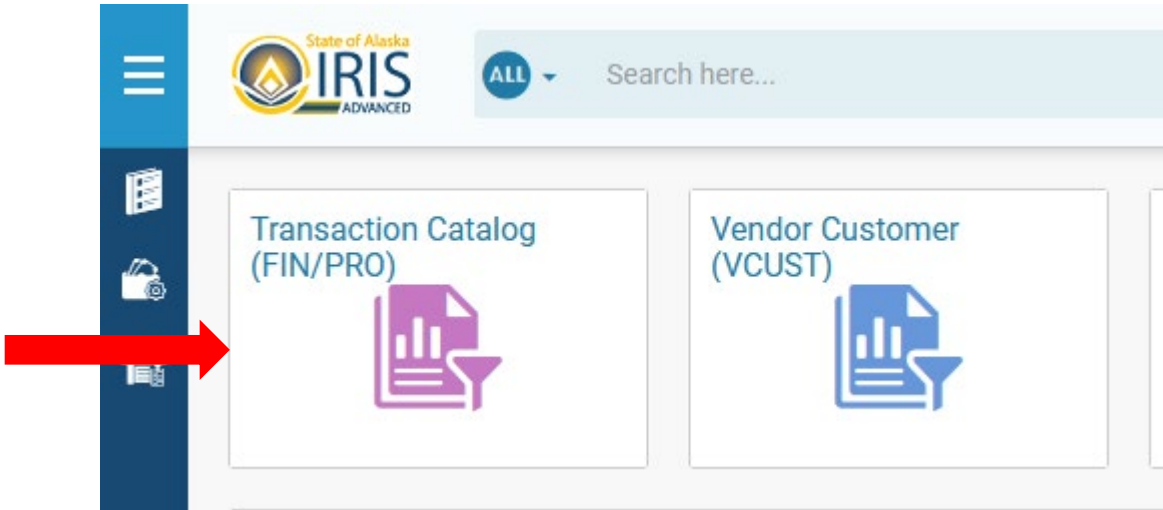 State of Alaska
IRIS
ADVANCED
ALL
Search here...
Transaction Catalog
(FIN/PRO)
Vendor Customer
(VCUST)